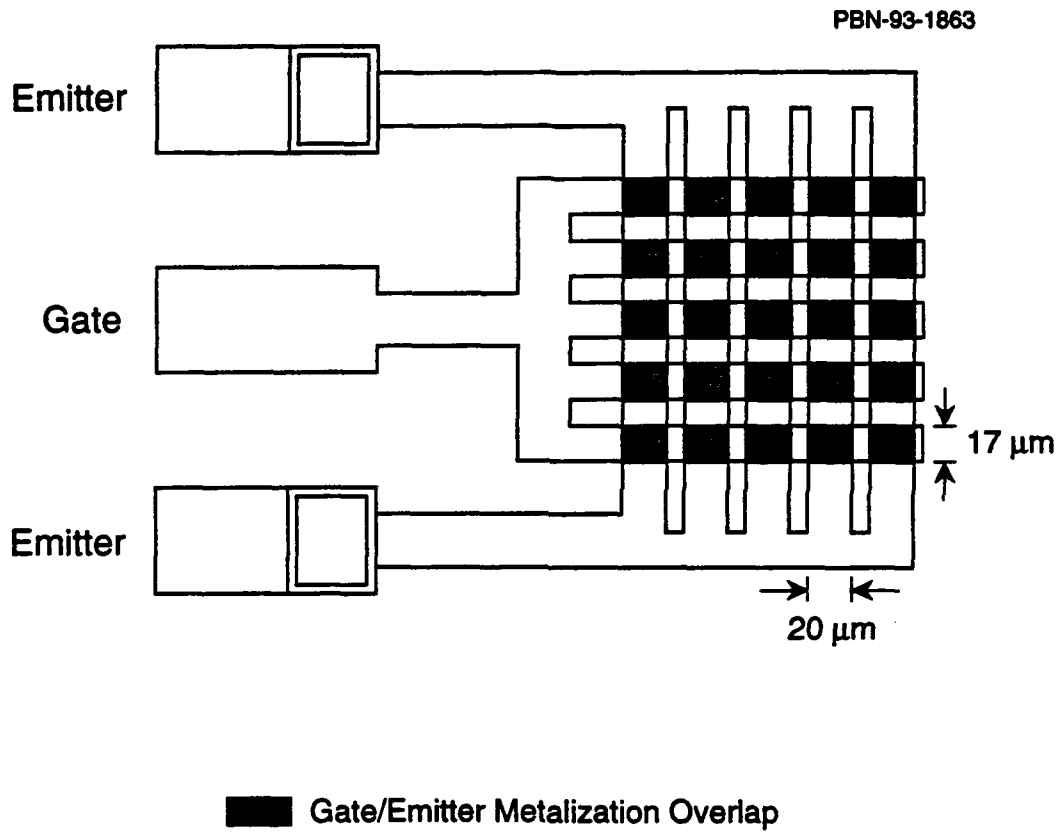 PBN-93-1863
Emitter
Gate
17 μm
Emitter
20 μm
Gate/Emitter Metalization Overlap